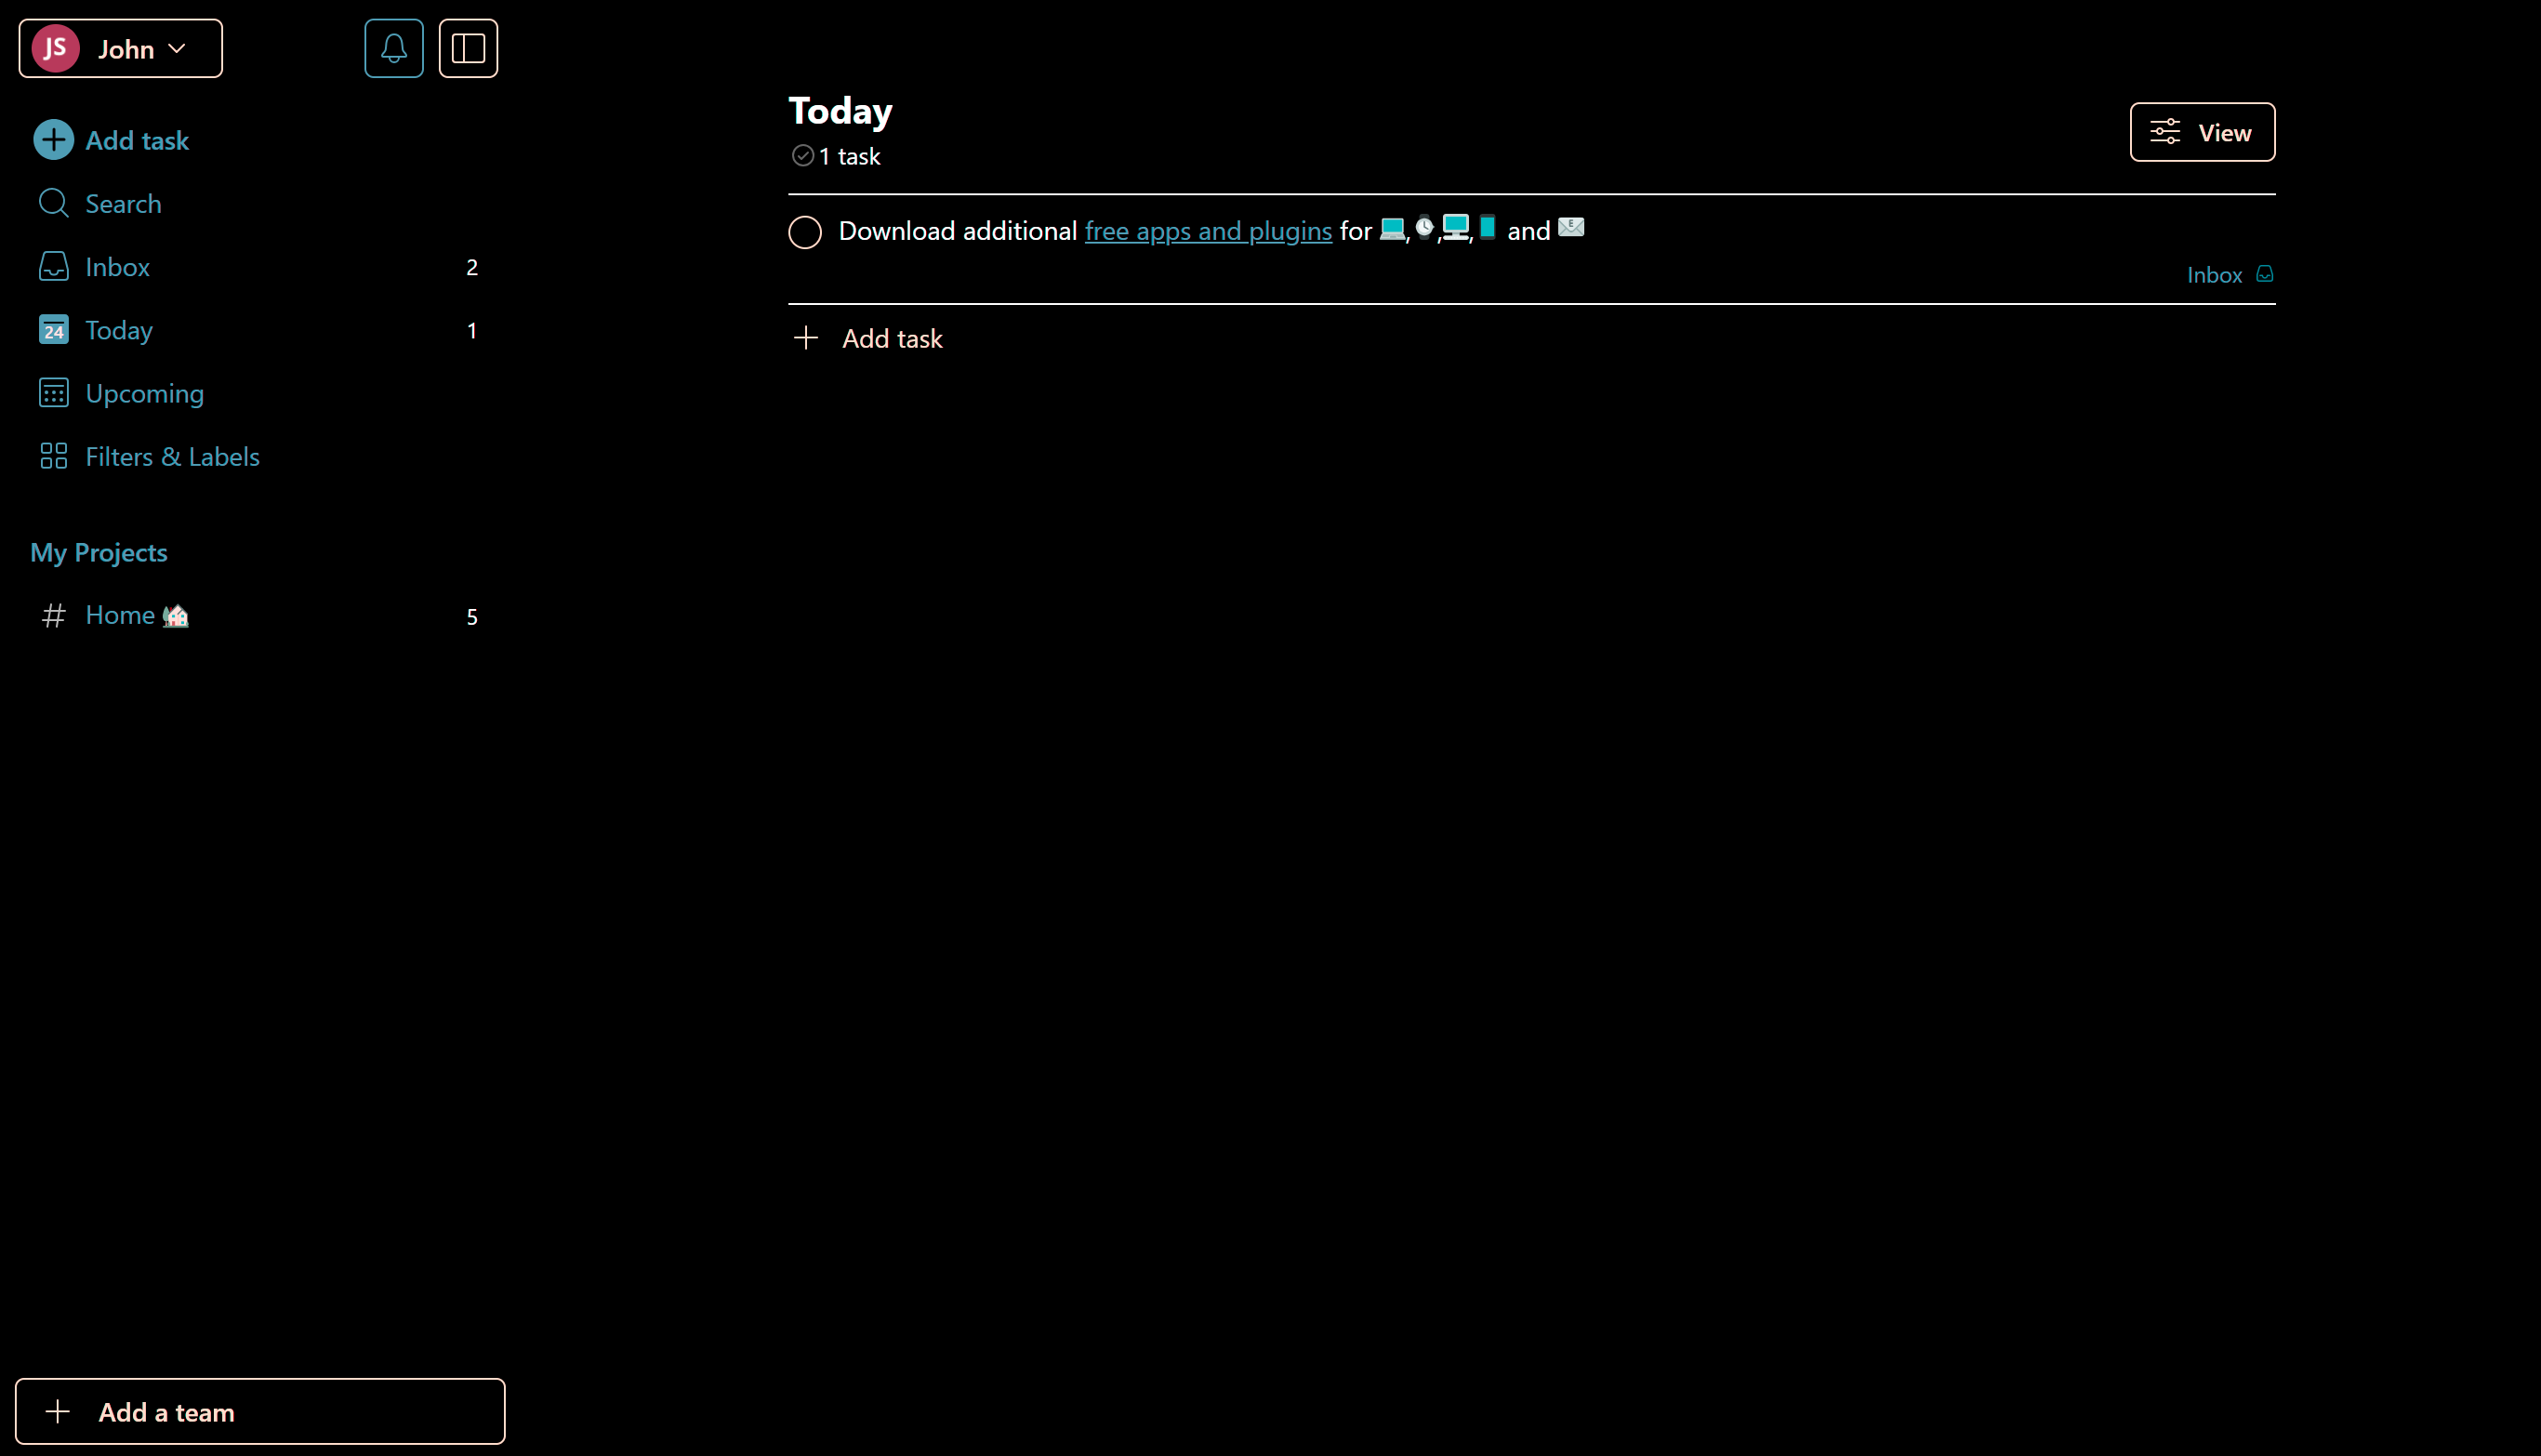 JS John
Add task
Search
Inbox 2
24 Today 1
Upcoming
Filters & Labels
My Projects
# Home 🏡 5
Add a team
Today
1 task
View
Download additional free apps and plugins for 💻,⌚,🖥,📱 and 📧
Inbox
Add task